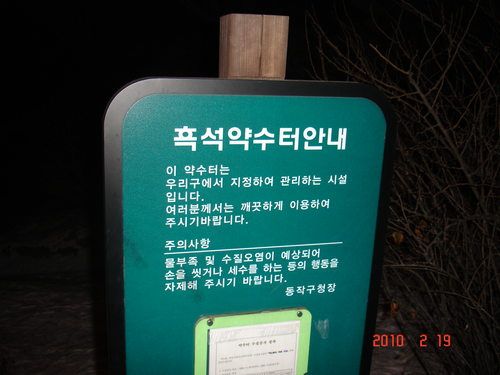 흑석약수터안내
이 약수터는
우리구에서 지정하여 관리하는 시설
입니다.
여러분께서는 깨끗하게 이용하여
주시기바랍니다.
주의사항
물부족 및 수질오염이 예상되어
손을 씻거나 세수를 하는 등의 행동을
자제해 주시기 바랍니다.
동작구청장
2010 2 19